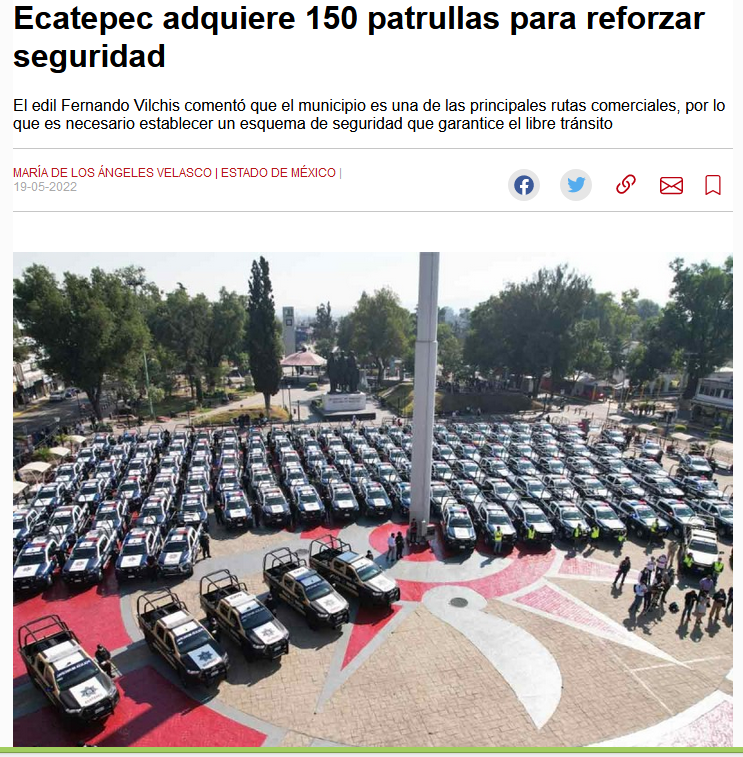 Ecatepec adquiere 150 patrullas para reforzar
seguridad
El edil Fernando Vilchis comentó que el municipio es una de las principales rutas comerciales, por lo
que es necesario establecer un esquema de seguridad que garantice el libre tránsito
MARÍA DE LOS ÁNGELES VELASCO | ESTADO DE MÉXICO |
19-05-2022